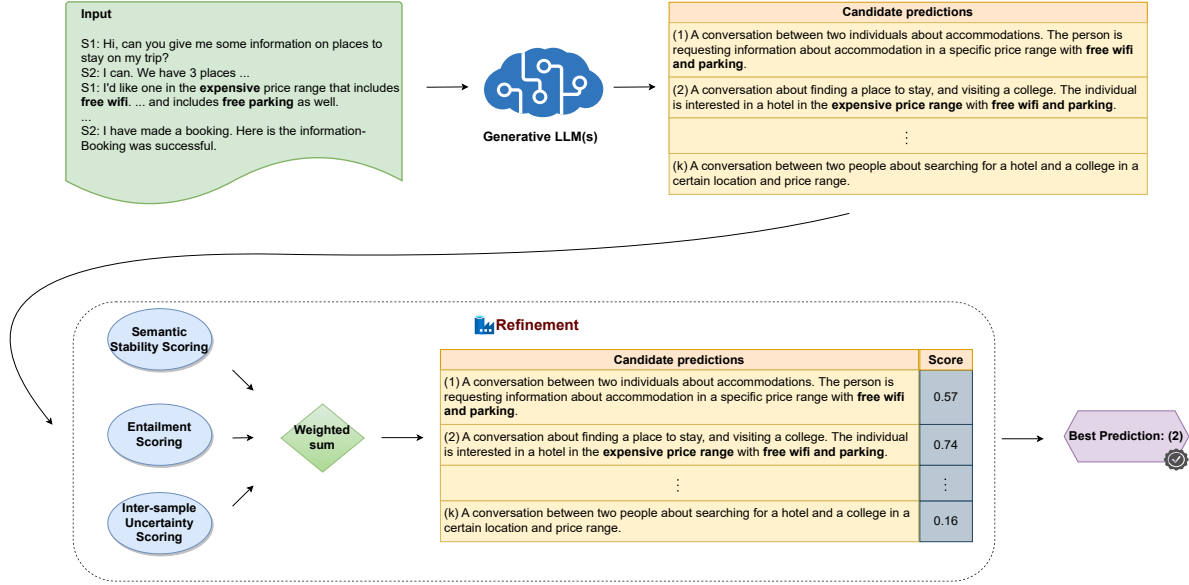 Input
S1: Hi, can you give me some information on places to
stay on my trip?
S2: I can. We have 3 places ...
S1: I'd like one in the expensive price range that includes
free wifi. ... and includes free parking as well.
...
S2: I have made a booking. Here is the information-
Booking was successful.
Generative LLM(s)
Candidate predictions
(1) A conversation between two individuals about accommodations. The person is
requesting information about accommodation in a specific price range with free wifi
and parking.
(2) A conversation about finding a place to stay, and visiting a college. The individual
is interested in a hotel in the expensive price range with free wifi and parking.
⋮
(k) A conversation between two people about searching for a hotel and a college in a
certain location and price range.
Semantic
Stability Scoring
Entailment
Scoring
Inter-sample
Uncertainty
Scoring
Weighted
sum
Refinement
Candidate predictions Score
(1) A conversation between two individuals about accommodations. The person is
requesting information about accommodation in a specific price range with free wifi
and parking.
0.57
(2) A conversation about finding a place to stay, and visiting a college. The individual
is interested in a hotel in the expensive price range with free wifi and parking.
0.74
⋮ ⋮
(k) A conversation between two people about searching for a hotel and a college in a
certain location and price range.
0.16
Best Prediction: (2)